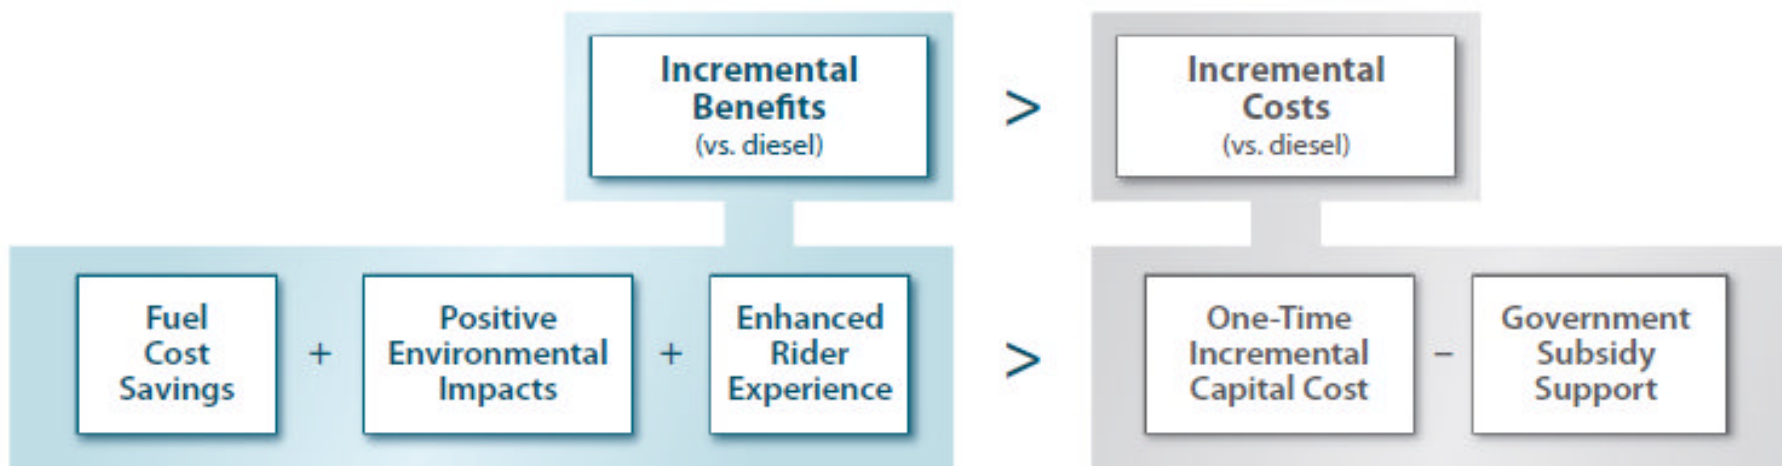 Incremental
Benefits
(vs. diesel)
>
Incremental
Costs
(vs. diesel)
Fuel
Cost
Savings
+
Positive
Environmental
Impacts
+
Enhanced
Rider
Experience
>
One-Time
Incremental
Capital Cost
–
Government
Subsidy
Support